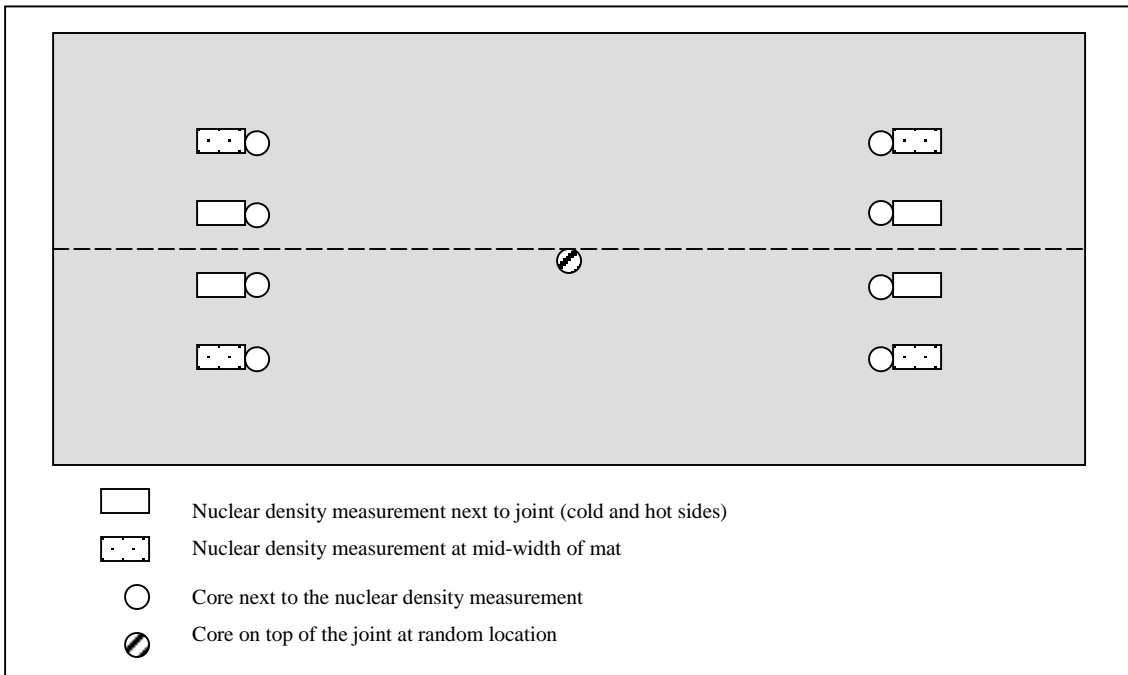 Nuclear density measurement next to joint (cold and hot sides)
Nuclear density measurement at mid-width of mat
Core next to the nuclear density measurement
Core on top of the joint at random location